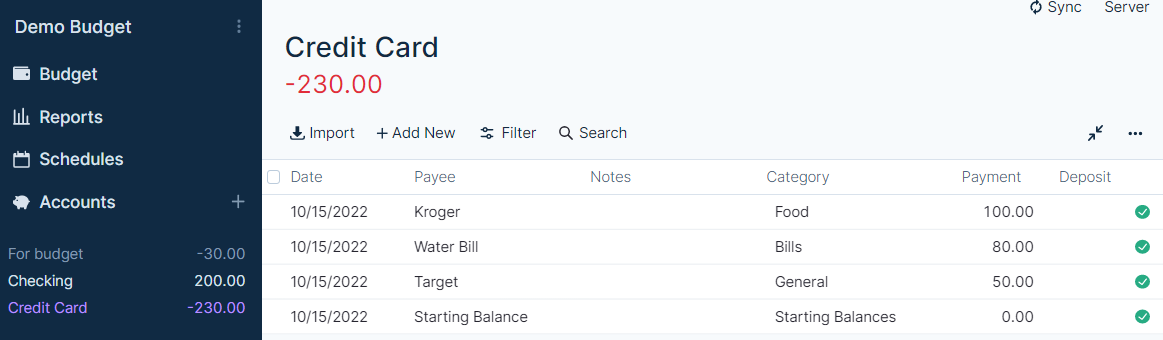 Demo Budget
Budget
Reports
Schedules
Accounts
For budget -30.00
Checking 200.00
Credit Card -230.00
Sync Server
Credit Card
-230.00
Import + Add New Filter Search
Date Payee Notes Category Payment Deposit
10/15/2022 Kroger Food 100.00
10/15/2022 Water Bill Bills 80.00
10/15/2022 Target General 50.00
10/15/2022 Starting Balance Starting Balances 0.00